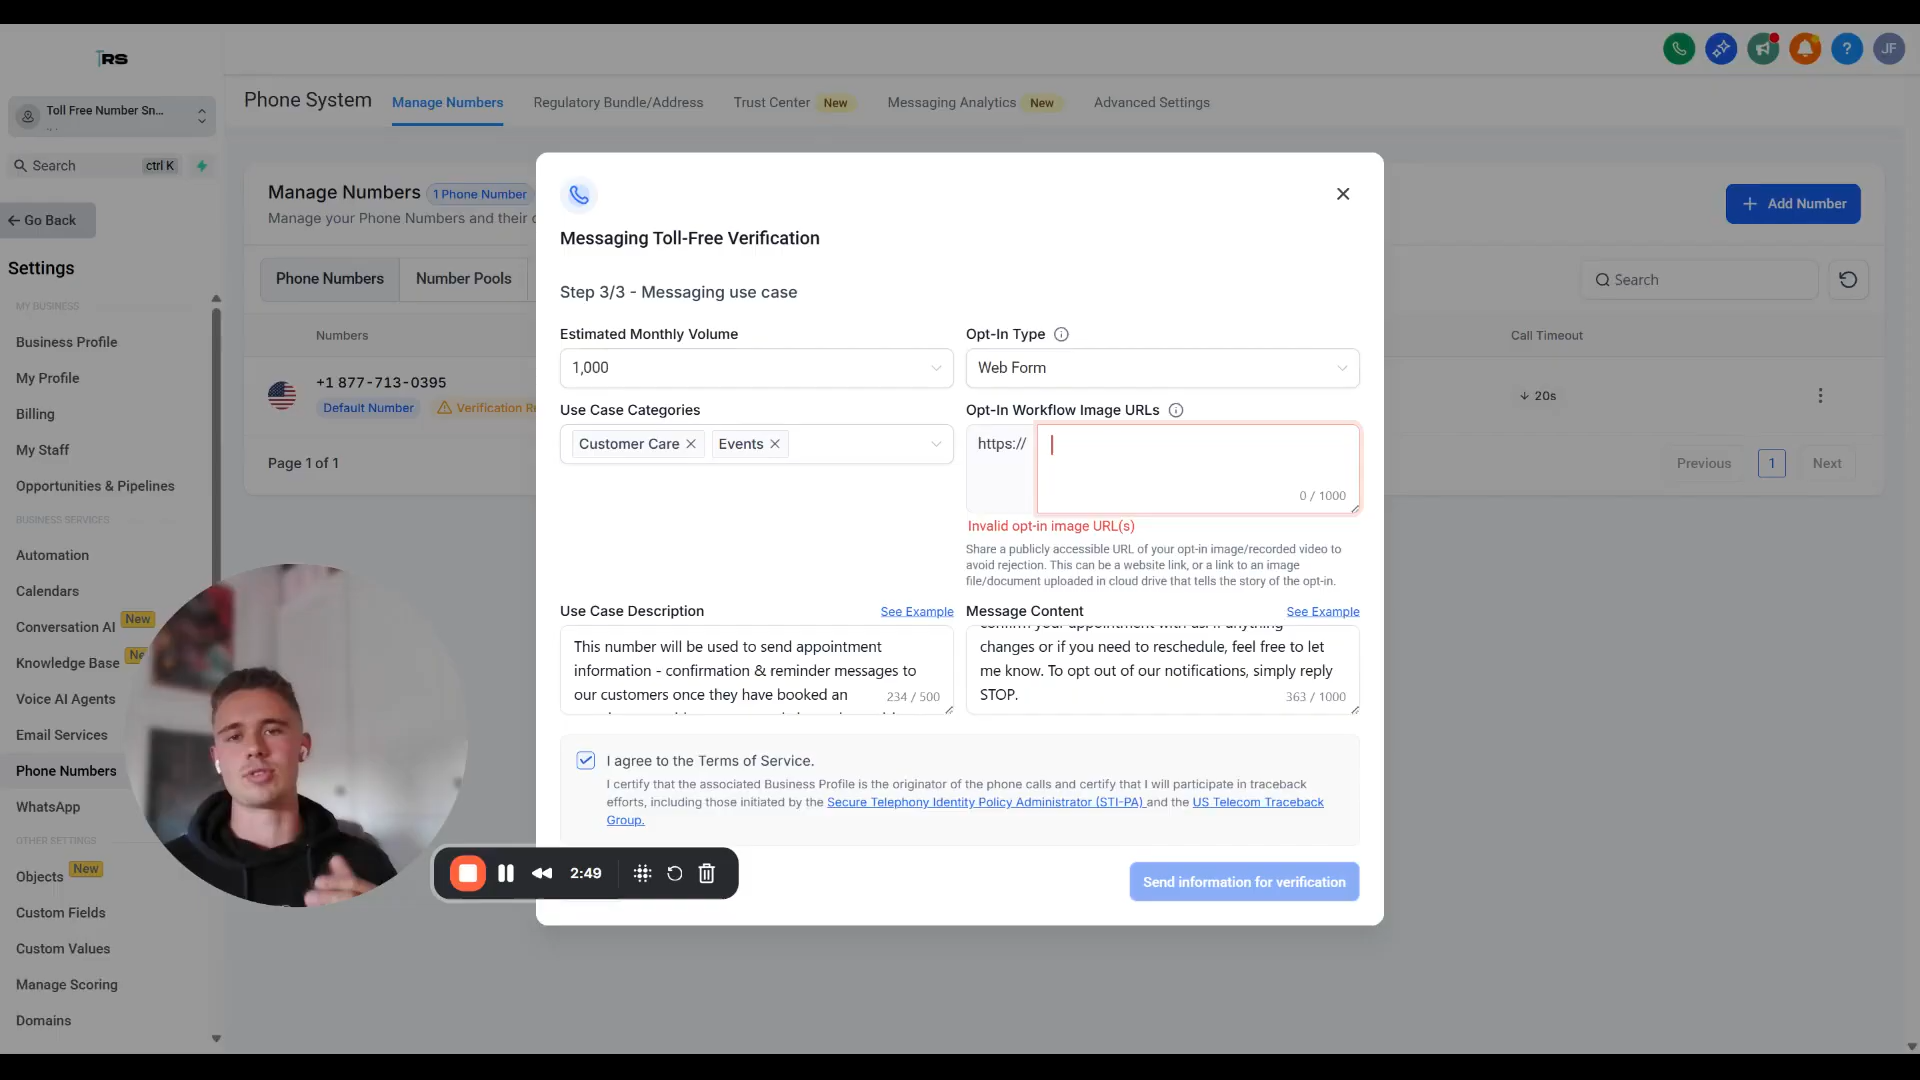 TRS
Toll Free Number Sn...
Search
ctrl K
Go Back
Settings
MY BUSINESS
Business Profile
My Profile
Billing
My Staff
Opportunities & Pipelines
BUSINESS SERVICES
Automation
Calendars
Conversation AI
New
Knowledge Base
Voice AI Agents
Email Services
Phone Numbers
WhatsApp
OTHER SETTINGS
Objects
New
Custom Fields
Custom Values
Manage Scoring
Domains
Phone System
Manage Numbers
Regulatory Bundle/Address
Trust Center
New
Messaging Analytics
New
Advanced Settings
JF
Manage Numbers
1 Phone Number
Manage your Phone Numbers and their
Add Number
Phone Numbers
Number Pools
Search
Numbers
Call Timeout
+1 877-713-0395
Default Number
Verification
20s
Page 1 of 1
Previous
1
Next
Messaging Toll-Free Verification
Step 3/3 - Messaging use case
Estimated Monthly Volume
1,000
Opt-In Type
Web Form
Use Case Categories
Customer Care
Events
Opt-In Workflow Image URLs
https://
0 / 1000
Invalid opt-in image URL(s)
Share a publicly accessible URL of your opt-in image/recorded video to
avoid rejection. This can be a website link, or a link to an image
file/document uploaded in cloud drive that tells the story of the opt-in.
Use Case Description
See Example
This number will be used to send appointment
information - confirmation & reminder messages to
our customers once they have booked an
234 / 500
Message Content
See Example
confirm your appointment with us. If anything
changes or if you need to reschedule, feel free to let
me know. To opt out of our notifications, simply reply
STOP.
363 / 1000
I agree to the Terms of Service.
I certify that the associated Business Profile is the originator of the phone calls and certify that I will participate in traceback
efforts, including those initiated by the Secure Telephony Identity Policy Administrator (STI-PA) and the US Telecom Traceback
Group.
2:49
Send information for verification